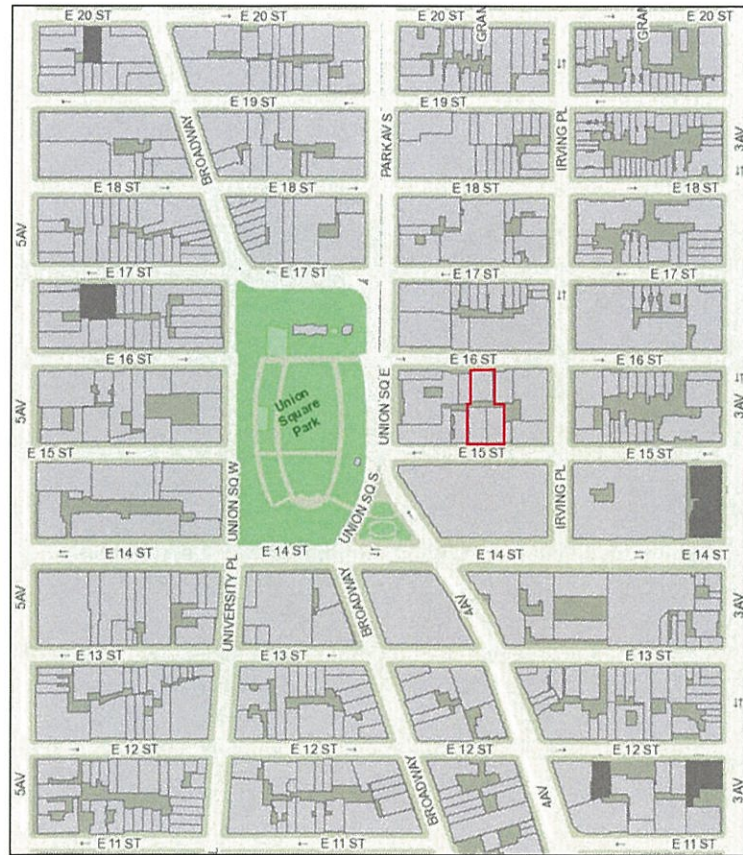 E 20 ST
E 20 ST
E 20 ST
GRAM
GRAM
E 20 ST
E 19 ST
E 19 ST
BROADWAY
PARK AV S
IRVING PL
3 AV
E 18 ST
E 18 ST
E 18 ST
E 18 ST
5 AV
E 17 ST
E 17 ST
E 17 ST
E 17 ST
E 16 ST
E 16 ST
E 16 ST
5 AV
Union
Square
Park
UNION SQ E
3 AV
E 15 ST
E 15 ST
E 15 ST
UNION SQ W
UNION SQ S
IRVING PL
E 14 ST
E 14 ST
E 14 ST
5 AV
UNIVERSITY PL
BROADWAY
4 AV
3 AV
E 13 ST
E 13 ST
E 13 ST
E 12 ST
E 12 ST
E 12 ST
E 12 ST
5 AV
BROADWAY
4 AV
3 AV
E 11 ST
E 11 ST
E 11 ST